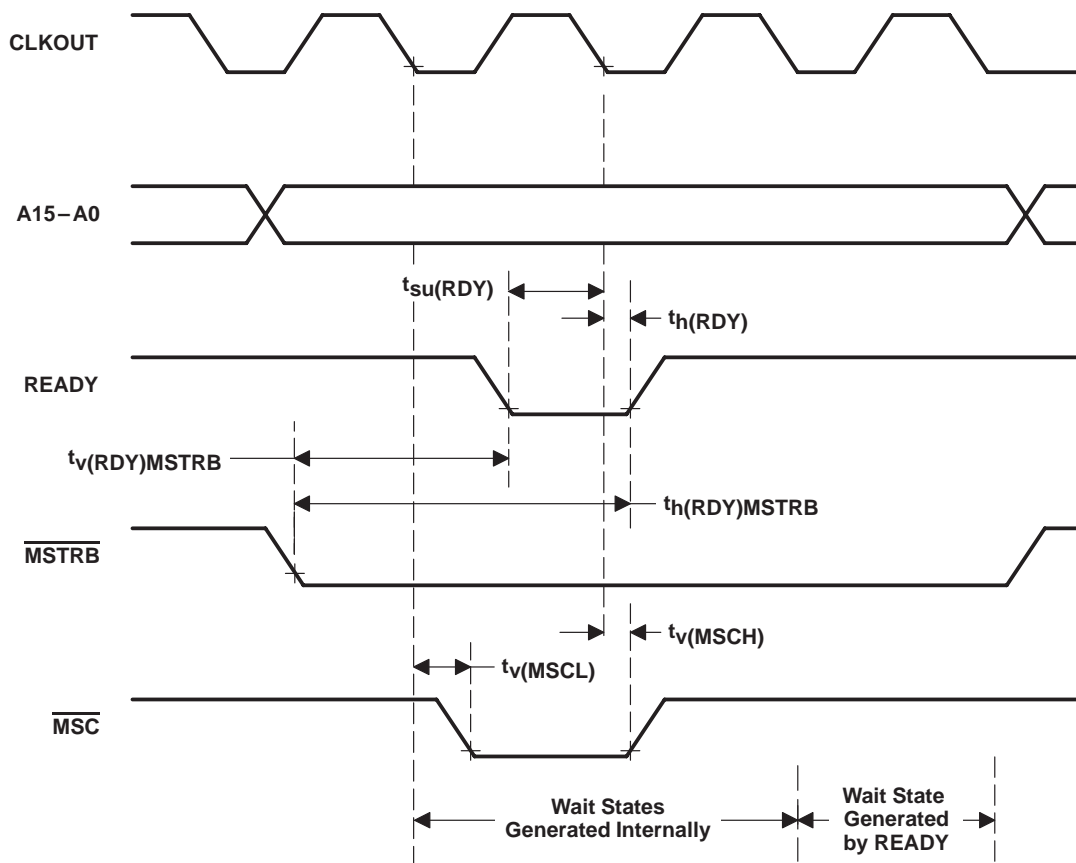 CLKOUT
A15–A0
tsu(RDY)
th(RDY)
READY
tv(RDY)MSTRB
th(RDY)MSTRB
MSTRB
tv(MSCH)
tv(MSCL)
MSC
Wait States
Generated Internally
Wait State
Generated
by READY